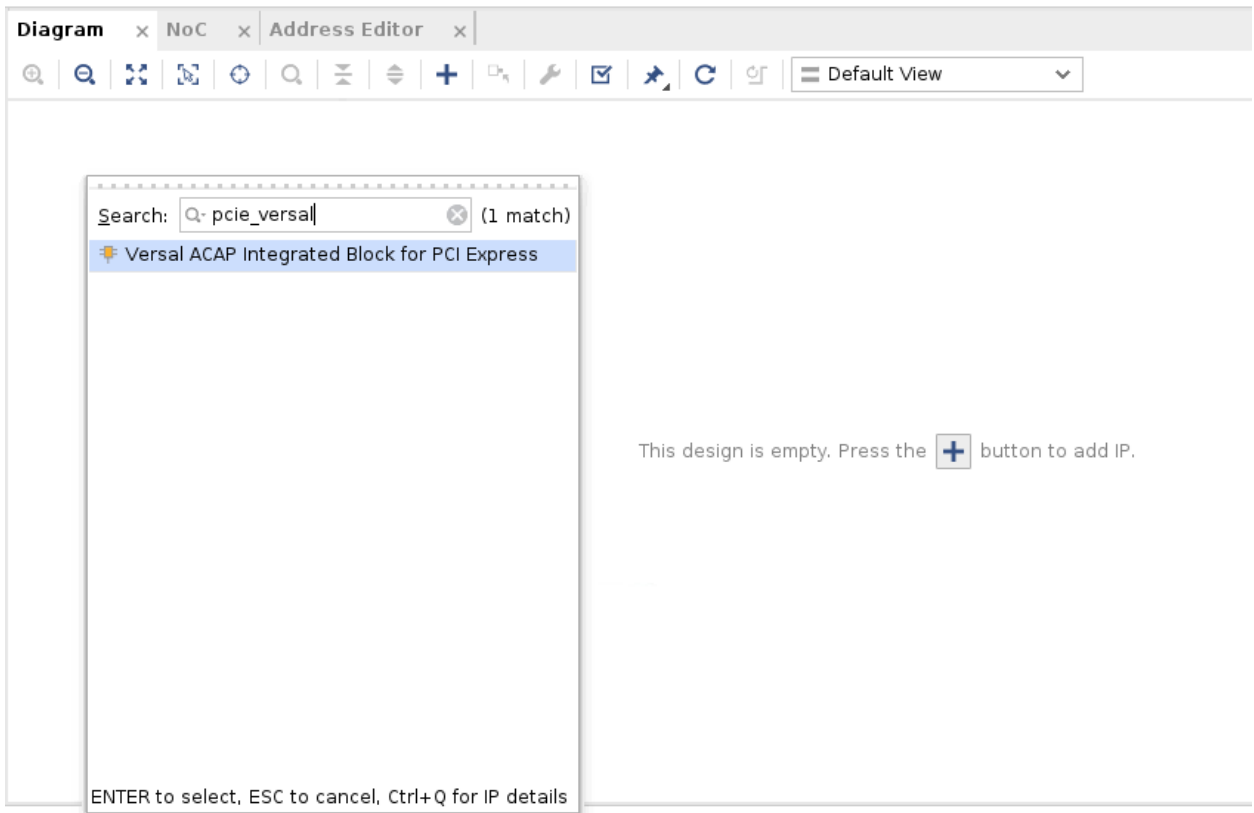 Diagram NoC Address Editor
Default View
Search: pcie_versal (1 match)
Versal ACAP Integrated Block for PCI Express
This design is empty. Press the button to add IP.
ENTER to select, ESC to cancel, Ctrl+Q for IP details